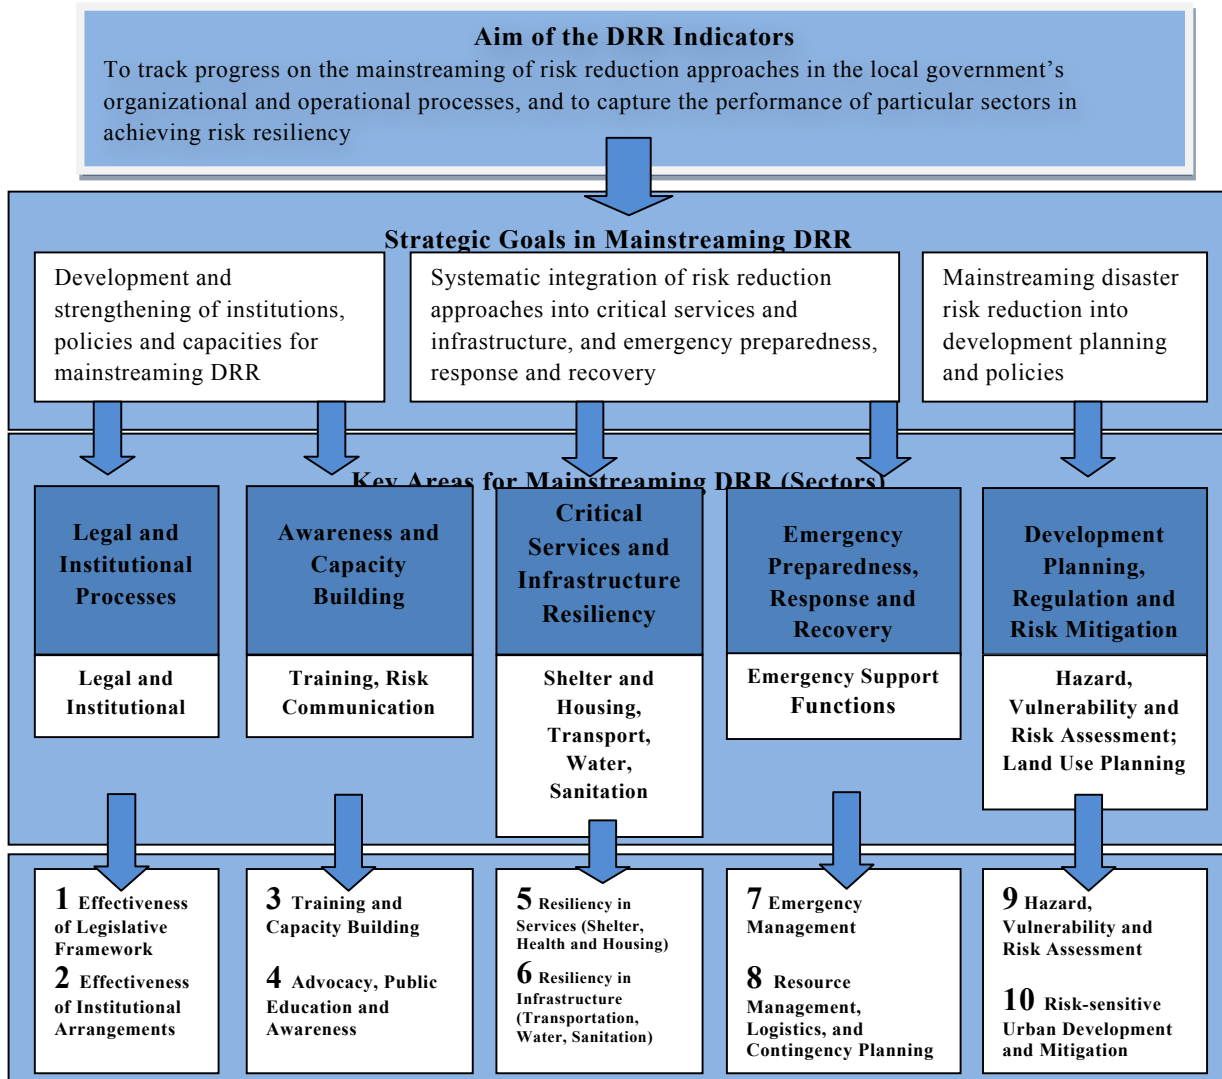 Aim of the DRR Indicators
To track progress on the mainstreaming of risk reduction approaches in the local government's
organizational and operational processes, and to capture the performance of particular sectors in
achieving risk resiliency
Strategic Goals in Mainstreaming DRR
Development and
strengthening of institutions,
policies and capacities for
mainstreaming DRR
Systematic integration of risk reduction
approaches into critical services and
infrastructure, and emergency preparedness,
response and recovery
Mainstreaming disaster
risk reduction into
development planning
and policies
Key Areas for Mainstreaming DRR (Sectors)
Legal and
Institutional
Processes
Legal and
Institutional
Awareness and
Capacity
Building
Training, Risk
Communication
Critical
Services and
Infrastructure
Resiliency
Shelter and
Housing,
Transport,
Water,
Sanitation
Emergency
Preparedness,
Response and
Recovery
Emergency Support
Functions
Development
Planning,
Regulation and
Risk Mitigation
Hazard,
Vulnerability and
Risk Assessment;
Land Use Planning
1 Effectiveness
of Legislative
Framework
2 Effectiveness
of Institutional
Arrangements
3 Training and
Capacity Building
4 Advocacy, Public
Education and
Awareness
5 Resiliency in
Services (Shelter,
Health and Housing)
6 Resiliency in
Infrastructure
(Transportation,
Water, Sanitation)
7 Emergency
Management
8 Resource
Management,
Logistics, and
Contingency Planning
9 Hazard,
Vulnerability and
Risk Assessment
10 Risk-sensitive
Urban Development
and Mitigation